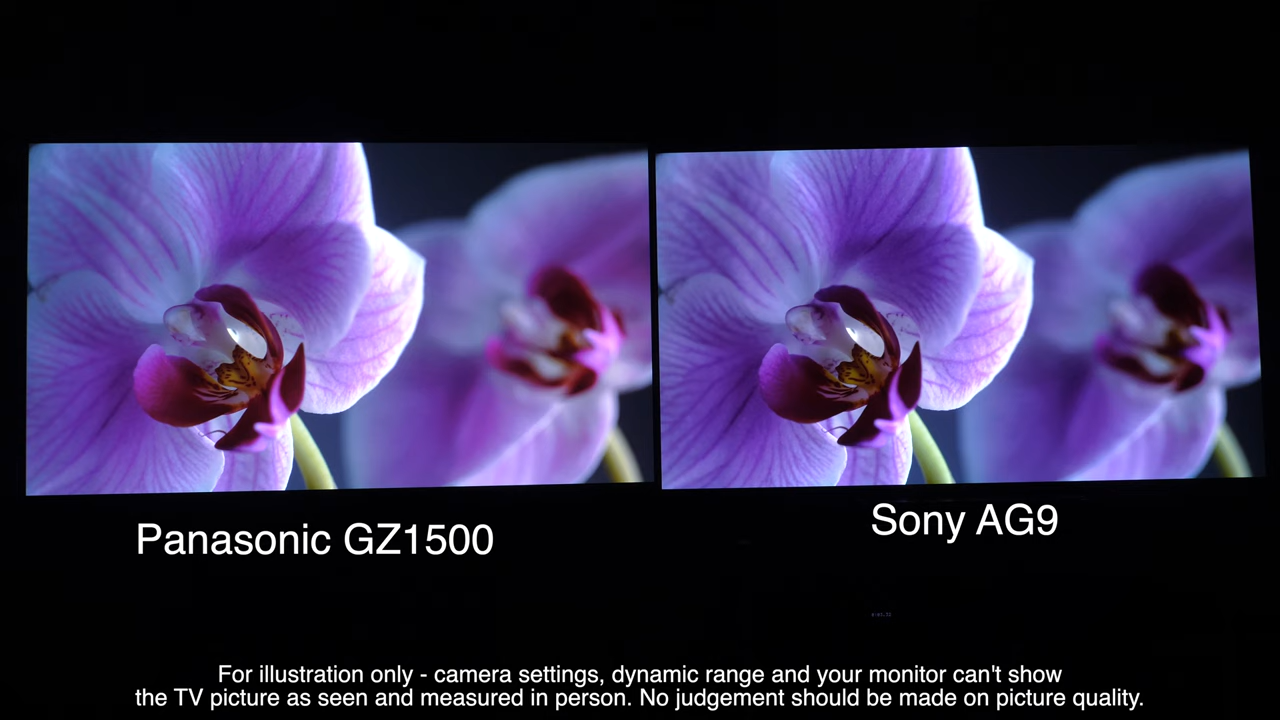 Panasonic GZ1500
Sony AG9
For illustration only - camera settings, dynamic range and your monitor can't show
the TV picture as seen and measured in person. No judgement should be made on picture quality.